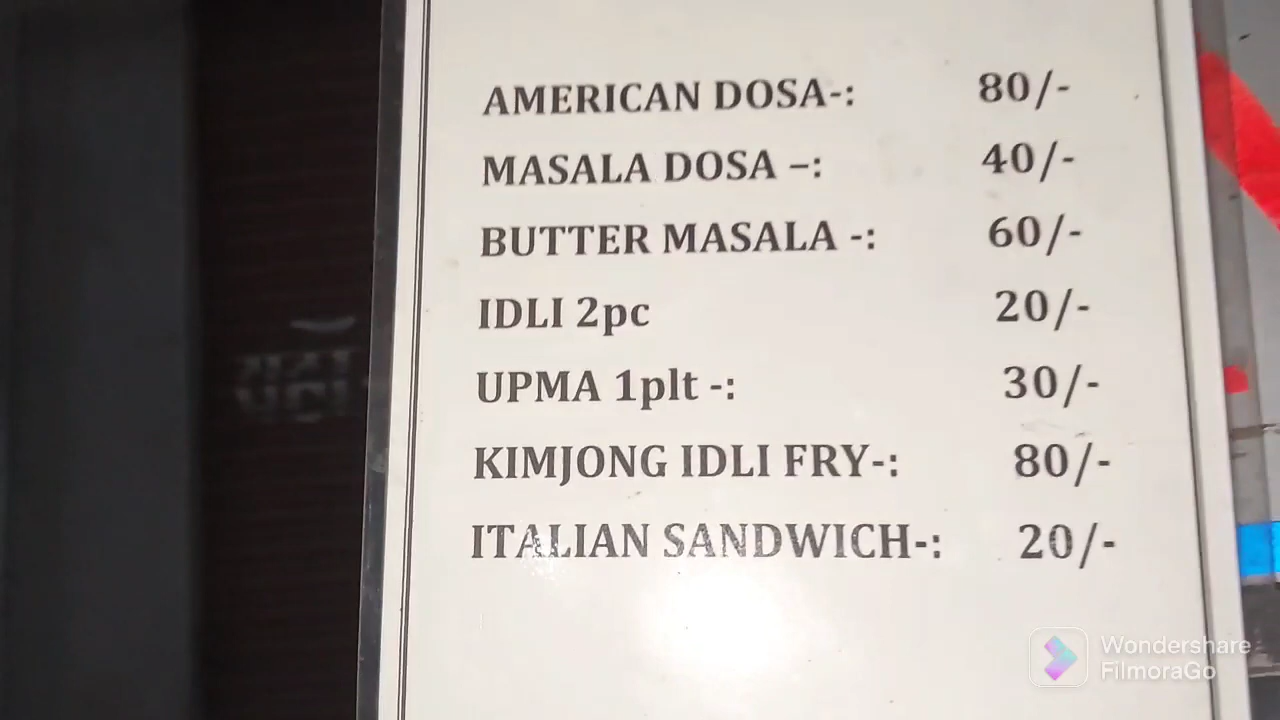 AMERICAN DOSA-: 80/-
MASALA DOSA –: 40/-
BUTTER MASALA -: 60/-
IDLI 2pc 20/-
UPMA 1plt -: 30/-
KIMJONG IDLI FRY-: 80/-
ITALIAN SANDWICH-: 20/-
Wondershare
FilmoraGo